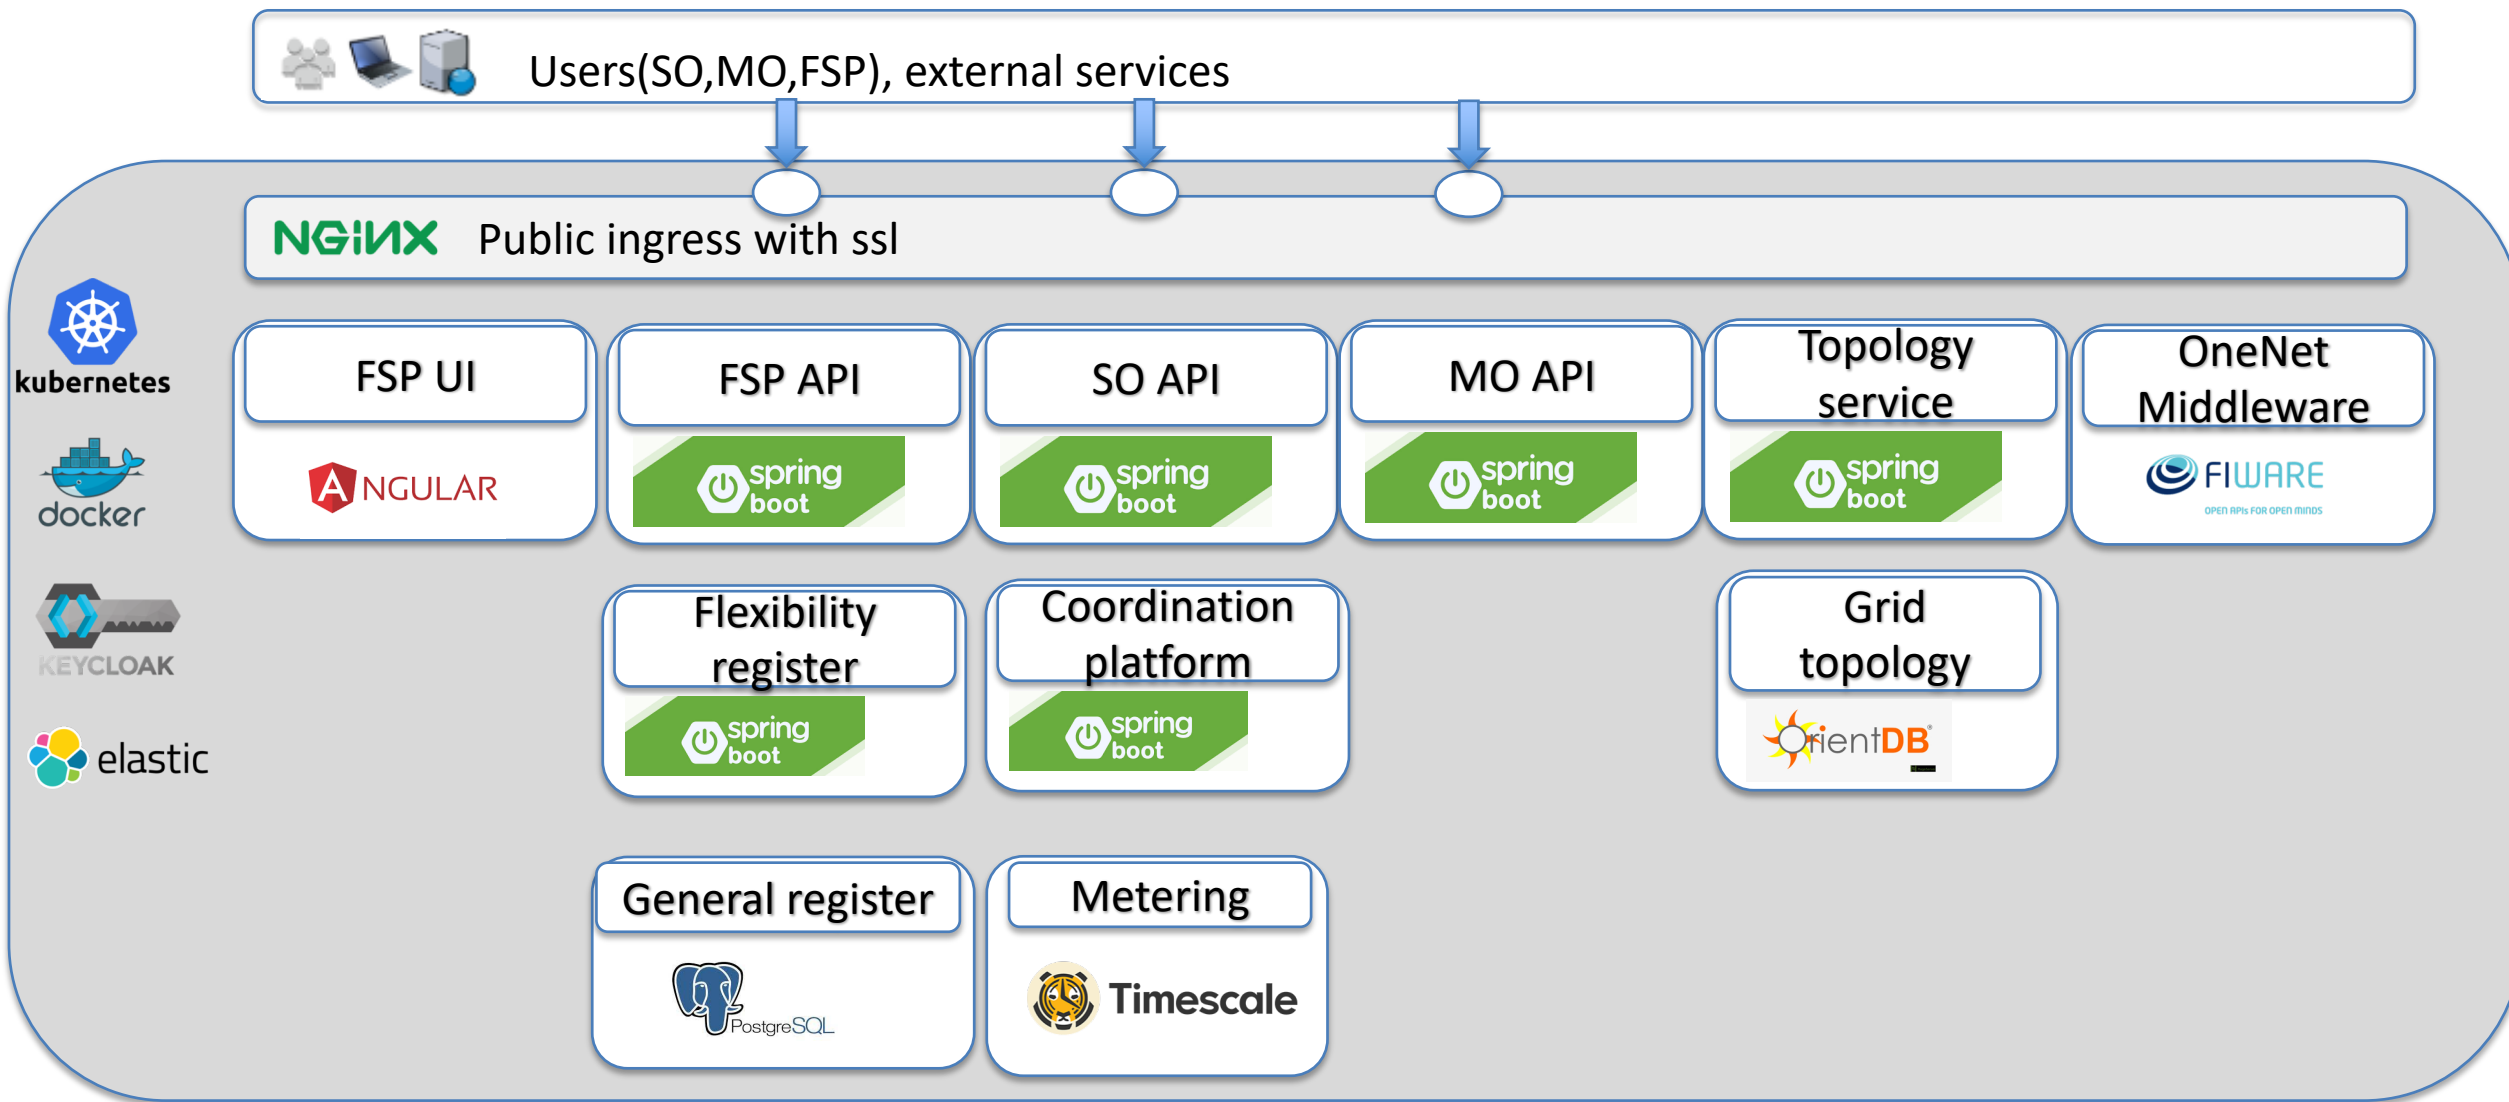 Users(SO,MO,FSP), external services
NGINX Public ingress with ssl
kubernetes
docker
KEYCLOAK
elastic
FSP UI
ANGULAR
FSP API
spring
boot
SO API
spring
boot
MO API
spring
boot
Topology
service
spring
boot
OneNet
Middleware
FIWARE
OPEN APIs FOR OPEN MINDS
Flexibility
register
spring
boot
Coordination
platform
spring
boot
Grid
topology
OrientDB®
General register
PostgreSQL
Metering
Timescale